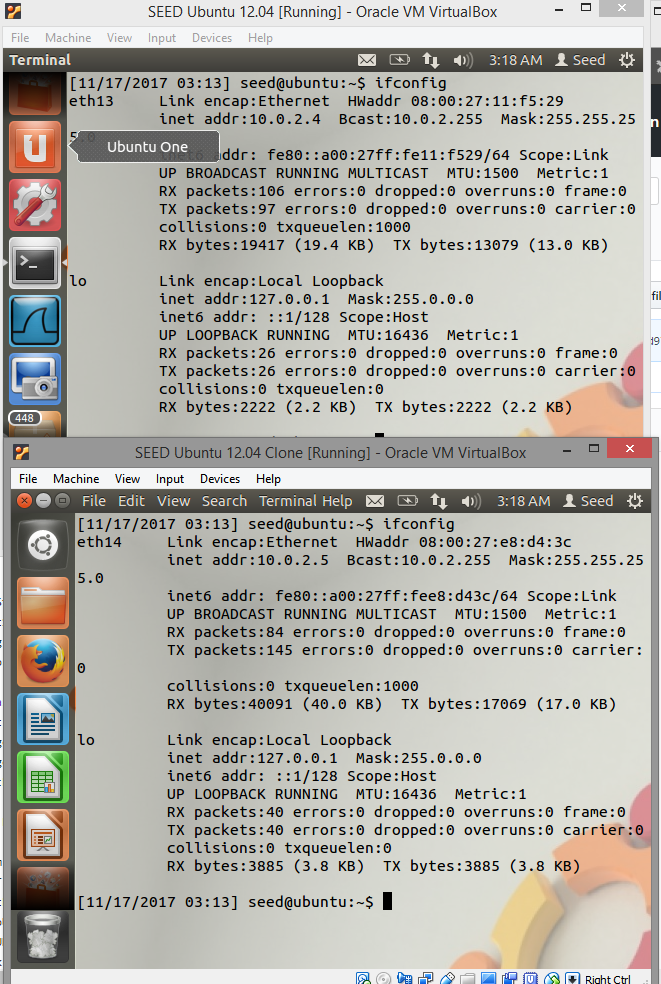 SEED Ubuntu 12.04 [Running] - Oracle VM VirtualBox
File Machine View Input Devices Help
Terminal 3:18 AM Seed
[11/17/2017 03:13] seed@ubuntu:~$ ifconfig
eth13 Link encap:Ethernet HWaddr 08:00:27:11:f5:29
inet addr:10.0.2.4 Bcast:10.0.2.255 Mask:255.255.25
5.0
Ubuntu One
inet6 addr: fe80::a00:27ff:fe11:f529/64 Scope:Link
UP BROADCAST RUNNING MULTICAST MTU:1500 Metric:1
RX packets:106 errors:0 dropped:0 overruns:0 frame:0
TX packets:97 errors:0 dropped:0 overruns:0 carrier:0
collisions:0 txqueuelen:1000
RX bytes:19417 (19.4 KB) TX bytes:13079 (13.0 KB)
lo Link encap:Local Loopback
inet addr:127.0.0.1 Mask:255.0.0.0
inet6 addr: ::1/128 Scope:Host
UP LOOPBACK RUNNING MTU:16436 Metric:1
RX packets:26 errors:0 dropped:0 overruns:0 frame:0
TX packets:26 errors:0 dropped:0 overruns:0 carrier:0
collisions:0 txqueuelen:0
RX bytes:2222 (2.2 KB) TX bytes:2222 (2.2 KB)
448
SEED Ubuntu 12.04 Clone [Running] - Oracle VM VirtualBox
File Machine View Input Devices Help
File Edit View Search Terminal Help 3:18 AM Seed
[11/17/2017 03:13] seed@ubuntu:~$ ifconfig
eth14 Link encap:Ethernet HWaddr 08:00:27:e8:d4:3c
inet addr:10.0.2.5 Bcast:10.0.2.255 Mask:255.255.25
5.0
inet6 addr: fe80::a00:27ff:fee8:d43c/64 Scope:Link
UP BROADCAST RUNNING MULTICAST MTU:1500 Metric:1
RX packets:84 errors:0 dropped:0 overruns:0 frame:0
TX packets:145 errors:0 dropped:0 overruns:0 carrier:
0
collisions:0 txqueuelen:1000
RX bytes:40091 (40.0 KB) TX bytes:17069 (17.0 KB)
lo Link encap:Local Loopback
inet addr:127.0.0.1 Mask:255.0.0.0
inet6 addr: ::1/128 Scope:Host
UP LOOPBACK RUNNING MTU:16436 Metric:1
RX packets:40 errors:0 dropped:0 overruns:0 frame:0
TX packets:40 errors:0 dropped:0 overruns:0 carrier:0
collisions:0 txqueuelen:0
RX bytes:3885 (3.8 KB) TX bytes:3885 (3.8 KB)
[11/17/2017 03:13] seed@ubuntu:~$
Right Ctrl